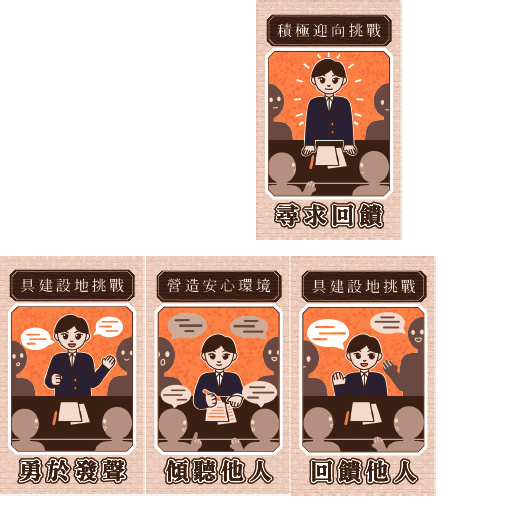 積極迎向挑戰
尋求回饋
具建設地挑戰
勇於發聲
營造安心環境
傾聽他人
具建設地挑戰
回饋他人